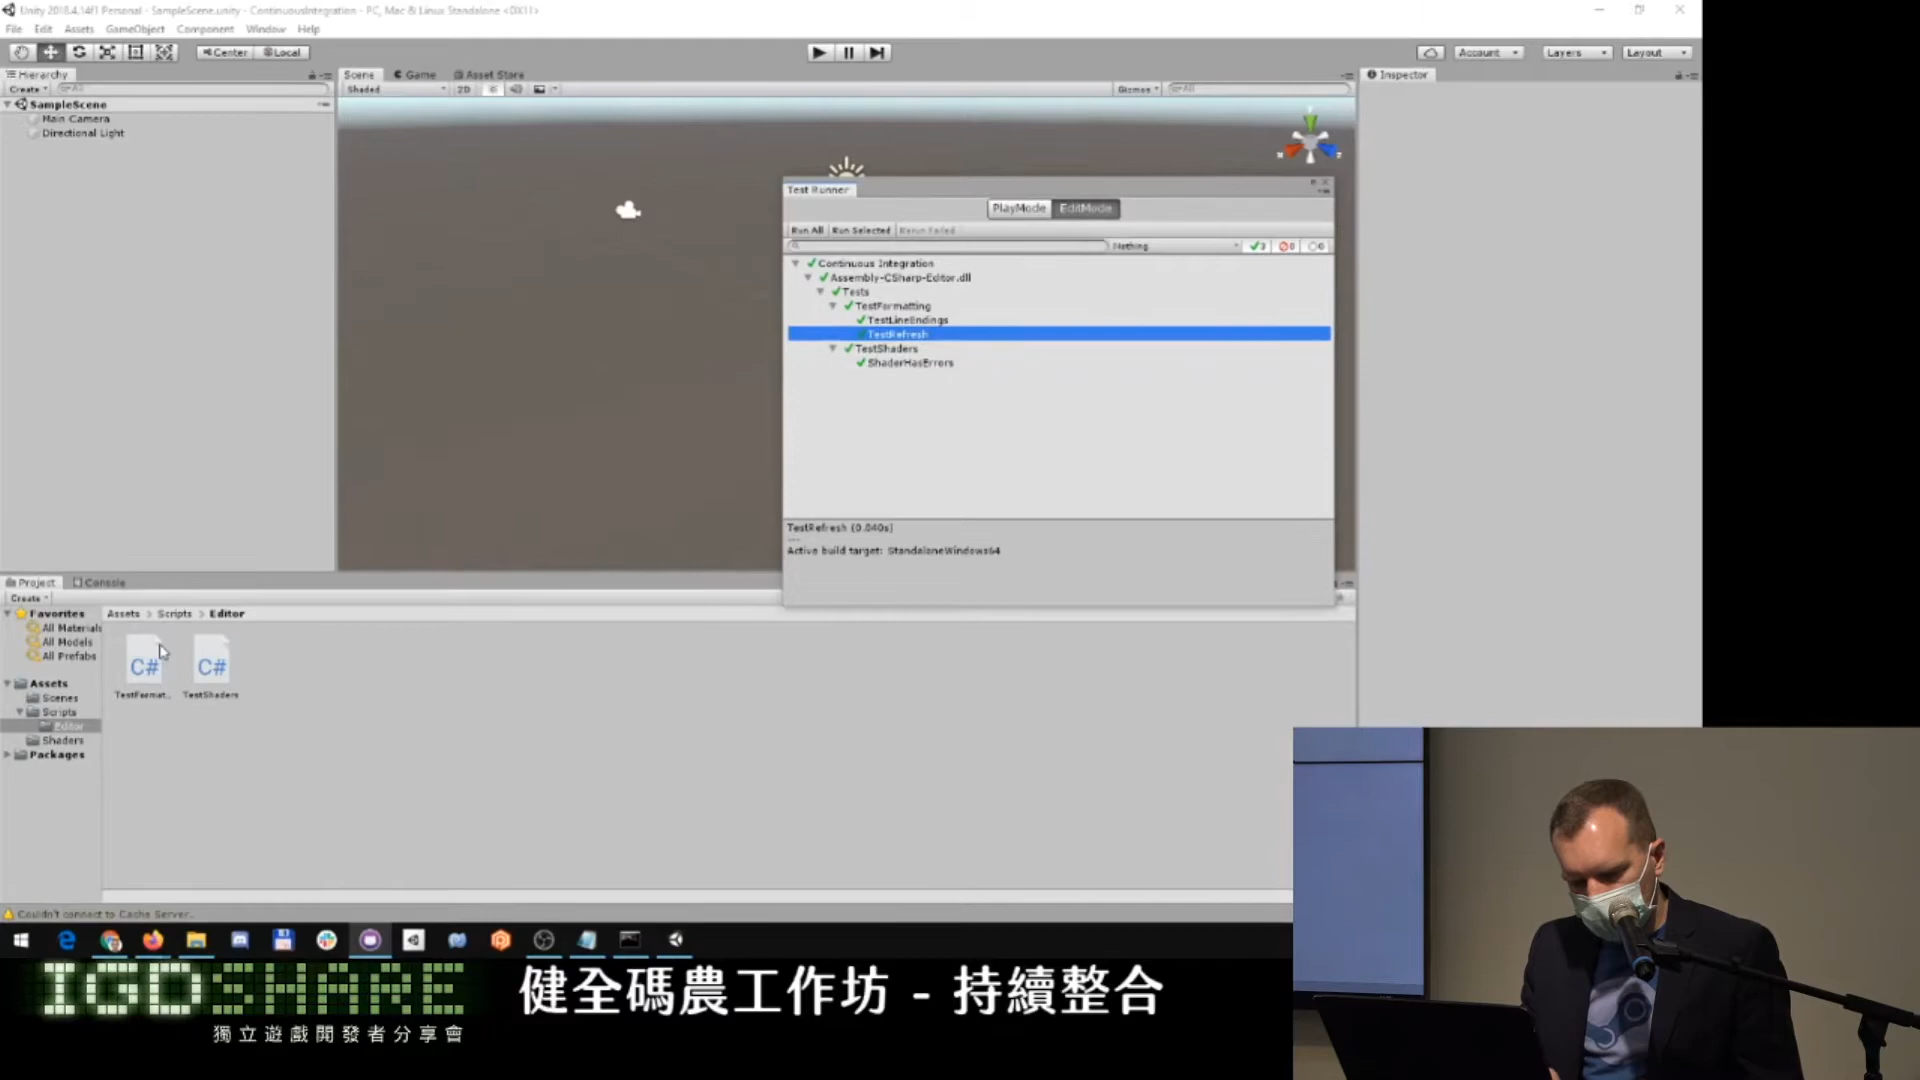 Unity 2018.4.14f1 Personal - SampleScene.unity - ContinuousIntegration - PC, Mac & Linux Standalone <DX11>
File Edit Assets GameObject Component Window Help
Center Local
Account Layers Layout
Hierarchy
Create All
SampleScene
Main Camera
Directional Light
Scene Game Asset Store
Shaded 2D Gizmos All
Inspector
Test Runner
PlayMode EditMode
Run All Run Selected Rerun Failed
Nothing 3 0 0
Continuous Integration
Assembly-CSharp-Editor.dll
Tests
TestFormatting
TestLineEndings
TestRefresh
TestShaders
ShaderHasErrors
TestRefresh (0.040s)
---
Active build target: StandaloneWindows64
Project Console
Create
Favorites
All Materials
All Models
All Prefabs
Assets
Scenes
Scripts
Editor
Shaders
Packages
Assets > Scripts > Editor
C# C#
TestFormat... TestShaders
Couldn't connect to Cache Server.
IGDSHARE
獨立遊戲開發者分享會
健全碼農工作坊 - 持續整合